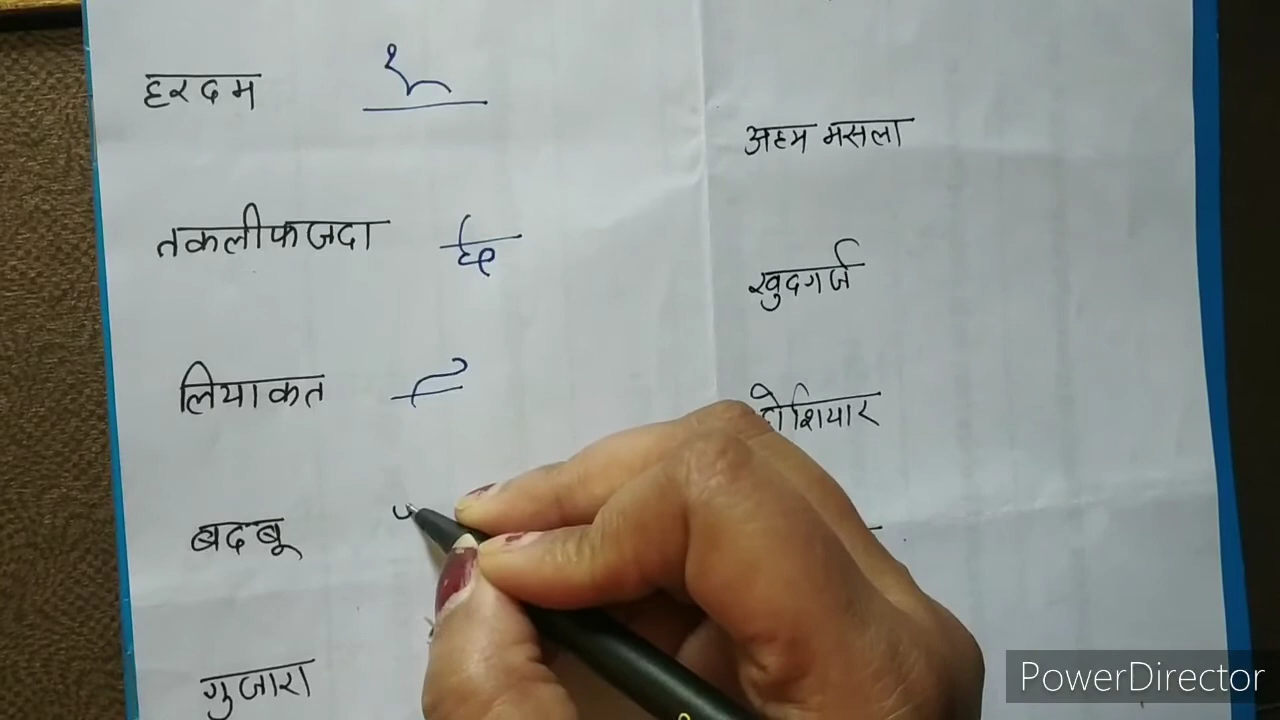 हरदम
तकलीफजदा
लियाकत
बदबू
गुजारा
अहम मसला
खुदगर्ज
होशियार
PowerDirector